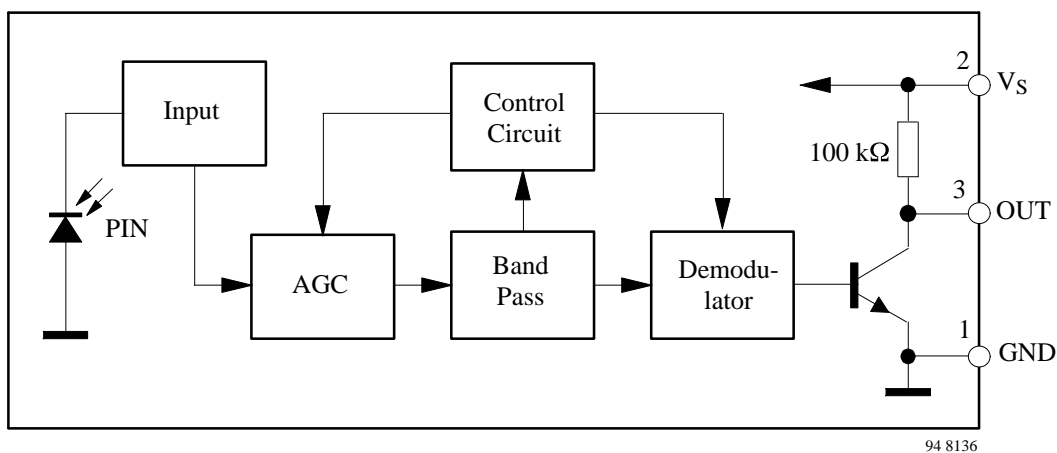 Input
Control
Circuit
2
V_S
100 kΩ
PIN
3
OUT
AGC
Band
Pass
Demodu-
lator
1
GND
94 8136